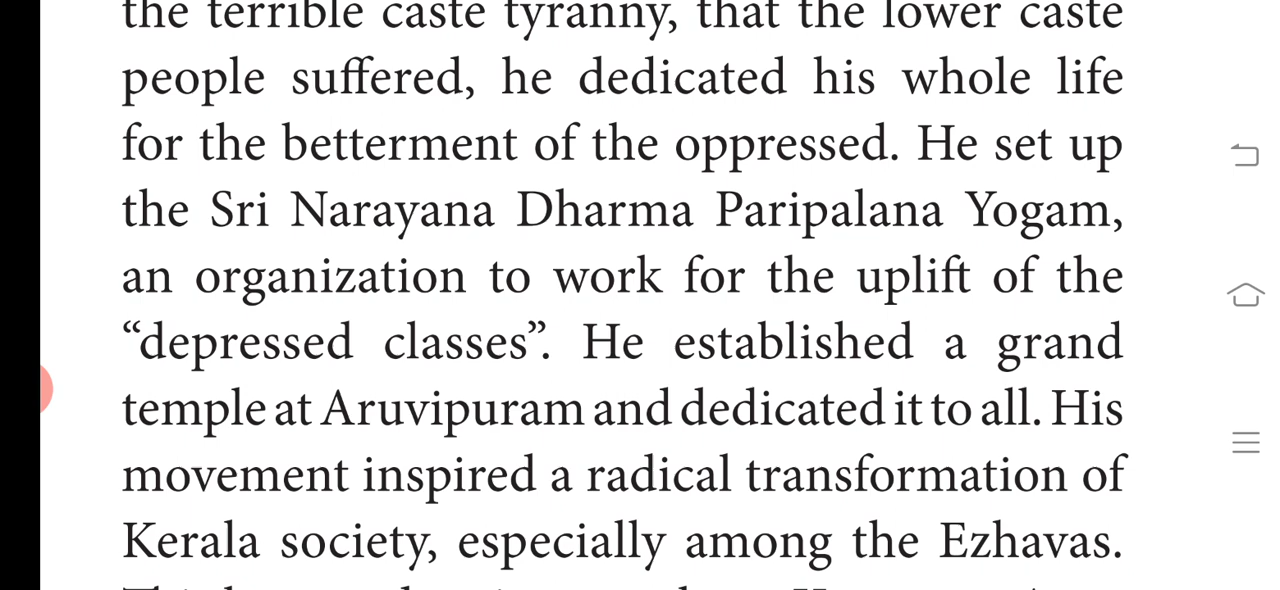 the terrible caste tyranny, that the lower caste
people suffered, he dedicated his whole life
for the betterment of the oppressed. He set up
the Sri Narayana Dharma Paripalana Yogam,
an organization to work for the uplift of the
“depressed classes”. He established a grand
temple at Aruvipuram and dedicated it to all. His
movement inspired a radical transformation of
Kerala society, especially among the Ezhavas.